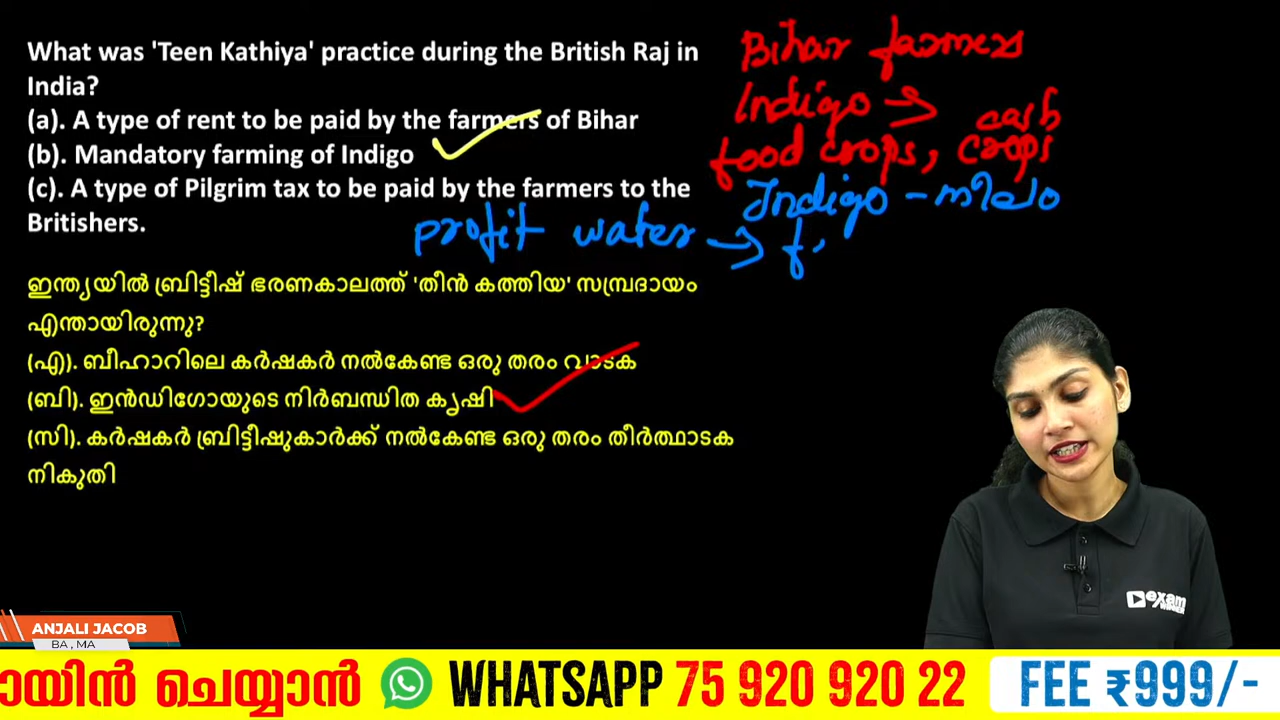 What was 'Teen Kathiya' practice during the British Raj in
India?
(a). A type of rent to be paid by the farmers of Bihar
(b). Mandatory farming of Indigo
(c). A type of Pilgrim tax to be paid by the farmers to the
Britishers.
Bihar farmers
Indigo →
cash
food crops, crops
Indigo - നീലം
profit water → f
ഇന്ത്യയിൽ ബ്രിട്ടീഷ് ഭരണകാലത്ത് 'തീൻ കത്തിയ' സമ്പ്രദായം
എന്തായിരുന്നു?
(എ). ബീഹാറിലെ കർഷകർ നൽകേണ്ട ഒരു തരം വാടക
(ബി). ഇൻഡിഗോയുടെ നിർബന്ധിത കൃഷി
(സി). കർഷകർ ബ്രിട്ടീഷുകാർക്ക് നൽകേണ്ട ഒരു തരം തീർത്ഥാടക
നികുതി
exam
ANJALI JACOB
BA , MA
ായിൻ ചെയ്യാൻ WHATSAPP 75 920 920 22 FEE ₹999/-